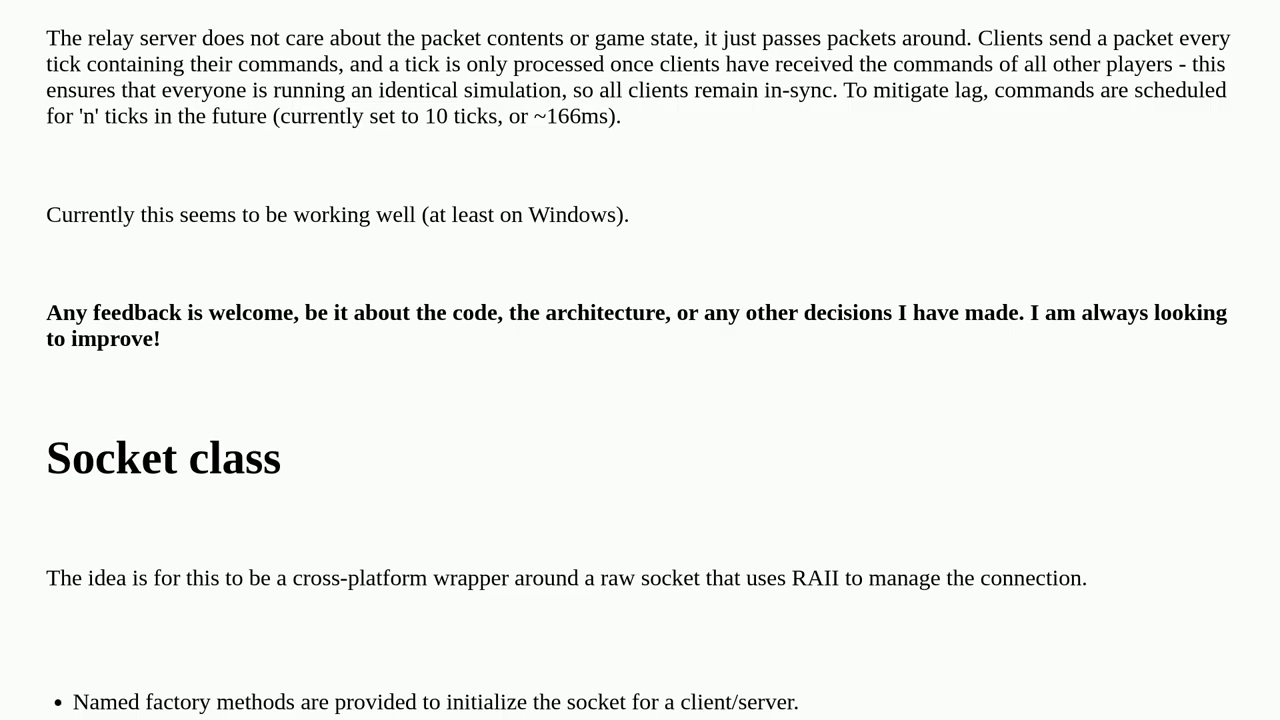 The relay server does not care about the packet contents or game state, it just passes packets around. Clients send a packet every
tick containing their commands, and a tick is only processed once clients have received the commands of all other players - this
ensures that everyone is running an identical simulation, so all clients remain in-sync. To mitigate lag, commands are scheduled
for 'n' ticks in the future (currently set to 10 ticks, or ~166ms).
Currently this seems to be working well (at least on Windows).
Any feedback is welcome, be it about the code, the architecture, or any other decisions I have made. I am always looking
to improve!
Socket class
The idea is for this to be a cross-platform wrapper around a raw socket that uses RAII to manage the connection.
• Named factory methods are provided to initialize the socket for a client/server.